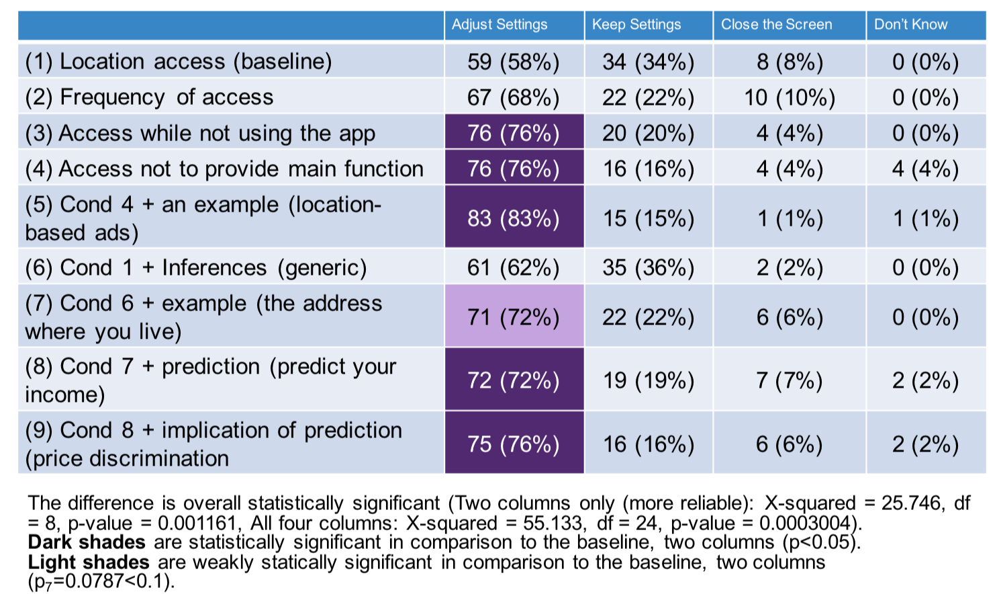 Adjust Settings Keep Settings Close the Screen Don't Know
(1) Location access (baseline) 59 (58%) 34 (34%) 8 (8%) 0 (0%)
(2) Frequency of access 67 (68%) 22 (22%) 10 (10%) 0 (0%)
(3) Access while not using the app 76 (76%) 20 (20%) 4 (4%) 0 (0%)
(4) Access not to provide main function 76 (76%) 16 (16%) 4 (4%) 4 (4%)
(5) Cond 4 + an example (location-
based ads) 83 (83%) 15 (15%) 1 (1%) 1 (1%)
(6) Cond 1 + Inferences (generic) 61 (62%) 35 (36%) 2 (2%) 0 (0%)
(7) Cond 6 + example (the address
where you live) 71 (72%) 22 (22%) 6 (6%) 0 (0%)
(8) Cond 7 + prediction (predict your
income) 72 (72%) 19 (19%) 7 (7%) 2 (2%)
(9) Cond 8 + implication of prediction
(price discrimination 75 (76%) 16 (16%) 6 (6%) 2 (2%)
The difference is overall statistically significant (Two columns only (more reliable): X-squared = 25.746, df
= 8, p-value = 0.001161, All four columns: X-squared = 55.133, df = 24, p-value = 0.0003004).
Dark shades are statistically significant in comparison to the baseline, two columns (p<0.05).
Light shades are weakly statically significant in comparison to the baseline, two columns
(p₇=0.0787<0.1).